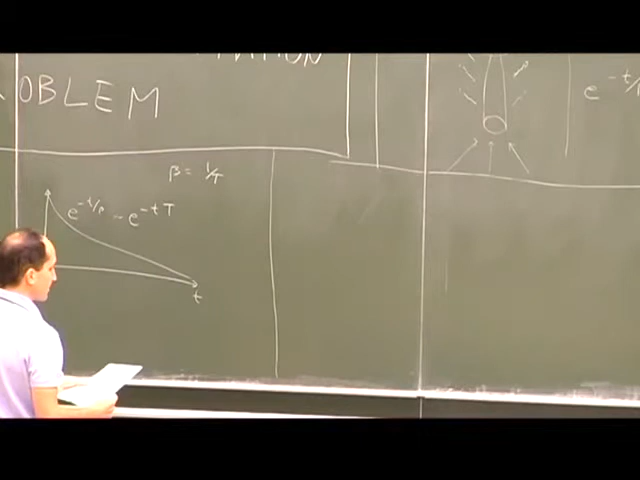 OBLEM
β = 1/T
e^{-t/β} ~ e^{-tT}
t
e^{-t/